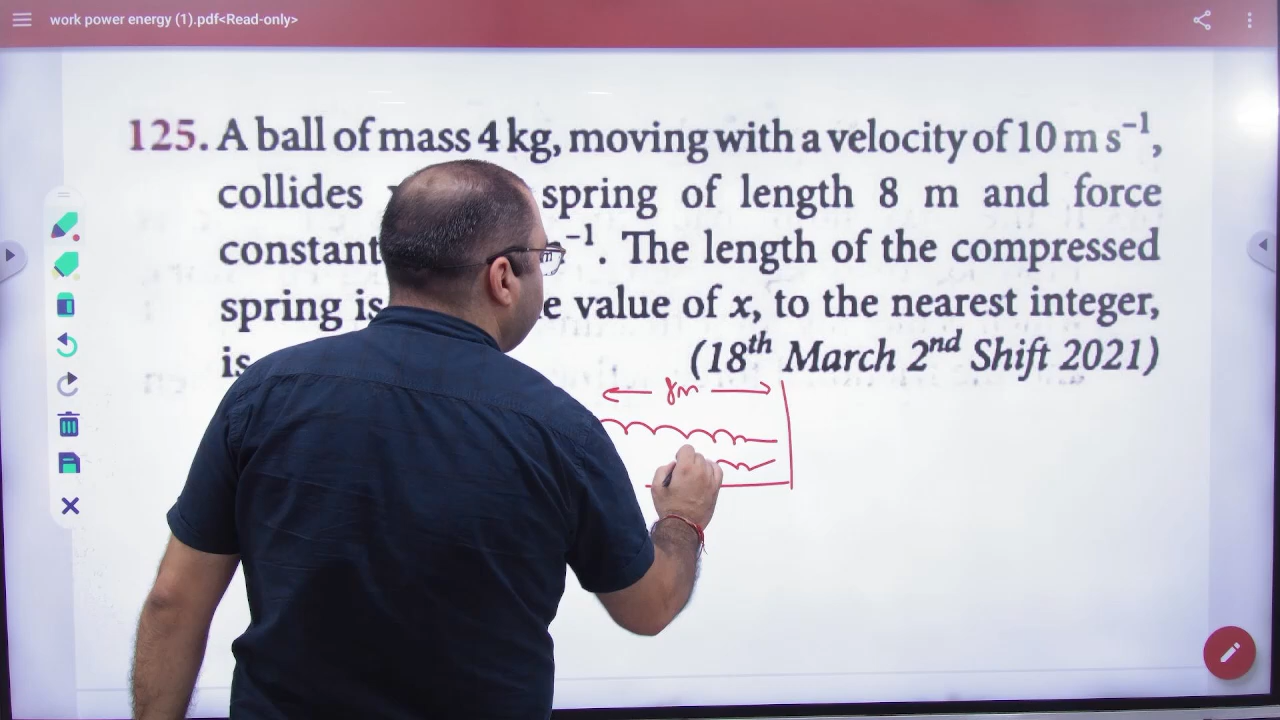 work power energy (1).pdf<Read-only>
125. A ball of mass 4 kg, moving with a velocity of 10 m s⁻¹,
collides spring of length 8 m and force
constant m⁻¹. The length of the compressed
spring is value of x, to the nearest integer,
is (18th March 2nd Shift 2021)
8m